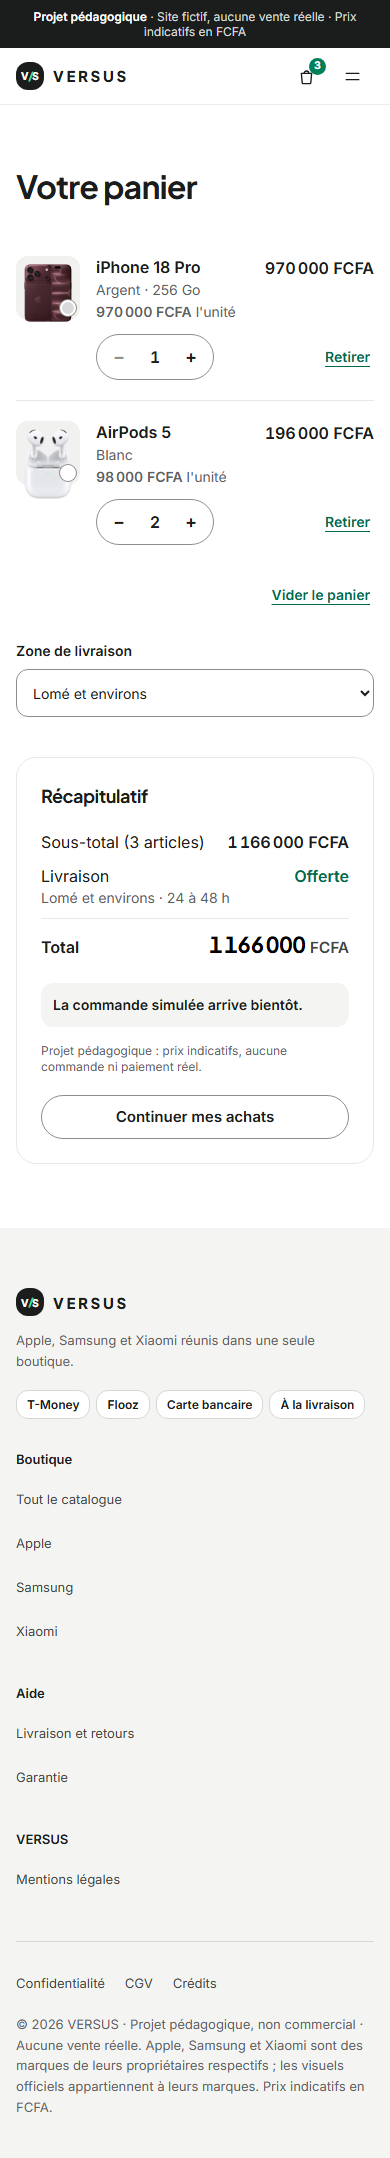 Projet pédagogique · Site fictif, aucune vente réelle · Prix
indicatifs en FCFA
V/S VERSUS
3
Votre panier
iPhone 18 Pro
970 000 FCFA
Argent · 256 Go
970 000 FCFA l'unité
− 1 +
Retirer
AirPods 5
196 000 FCFA
Blanc
98 000 FCFA l'unité
− 2 +
Retirer
Vider le panier
Zone de livraison
Lomé et environs
Récapitulatif
Sous-total (3 articles) 1 166 000 FCFA
Livraison Offerte
Lomé et environs · 24 à 48 h
Total 1 166 000 FCFA
La commande simulée arrive bientôt.
Projet pédagogique : prix indicatifs, aucune
commande ni paiement réel.
Continuer mes achats
V/S VERSUS
Apple, Samsung et Xiaomi réunis dans une seule
boutique.
T-Money Flooz Carte bancaire À la livraison
Boutique
Tout le catalogue
Apple
Samsung
Xiaomi
Aide
Livraison et retours
Garantie
VERSUS
Mentions légales
Confidentialité CGV Crédits
© 2026 VERSUS · Projet pédagogique, non commercial ·
Aucune vente réelle. Apple, Samsung et Xiaomi sont des
marques de leurs propriétaires respectifs ; les visuels
officiels appartiennent à leurs marques. Prix indicatifs en
FCFA.